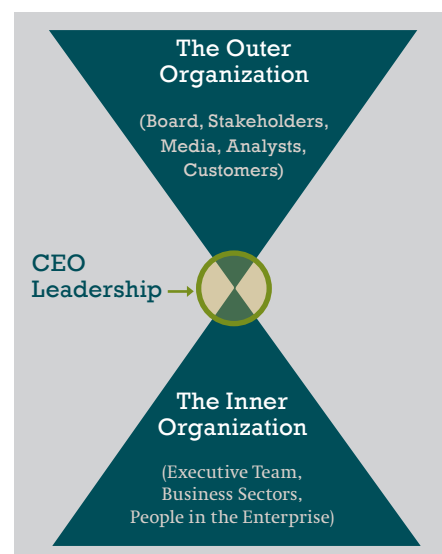 The Outer
Organization
(Board, Stakeholders,
Media, Analysts,
Customers)
CEO
Leadership
The Inner
Organization
(Executive Team,
Business Sectors,
People in the Enterprise)